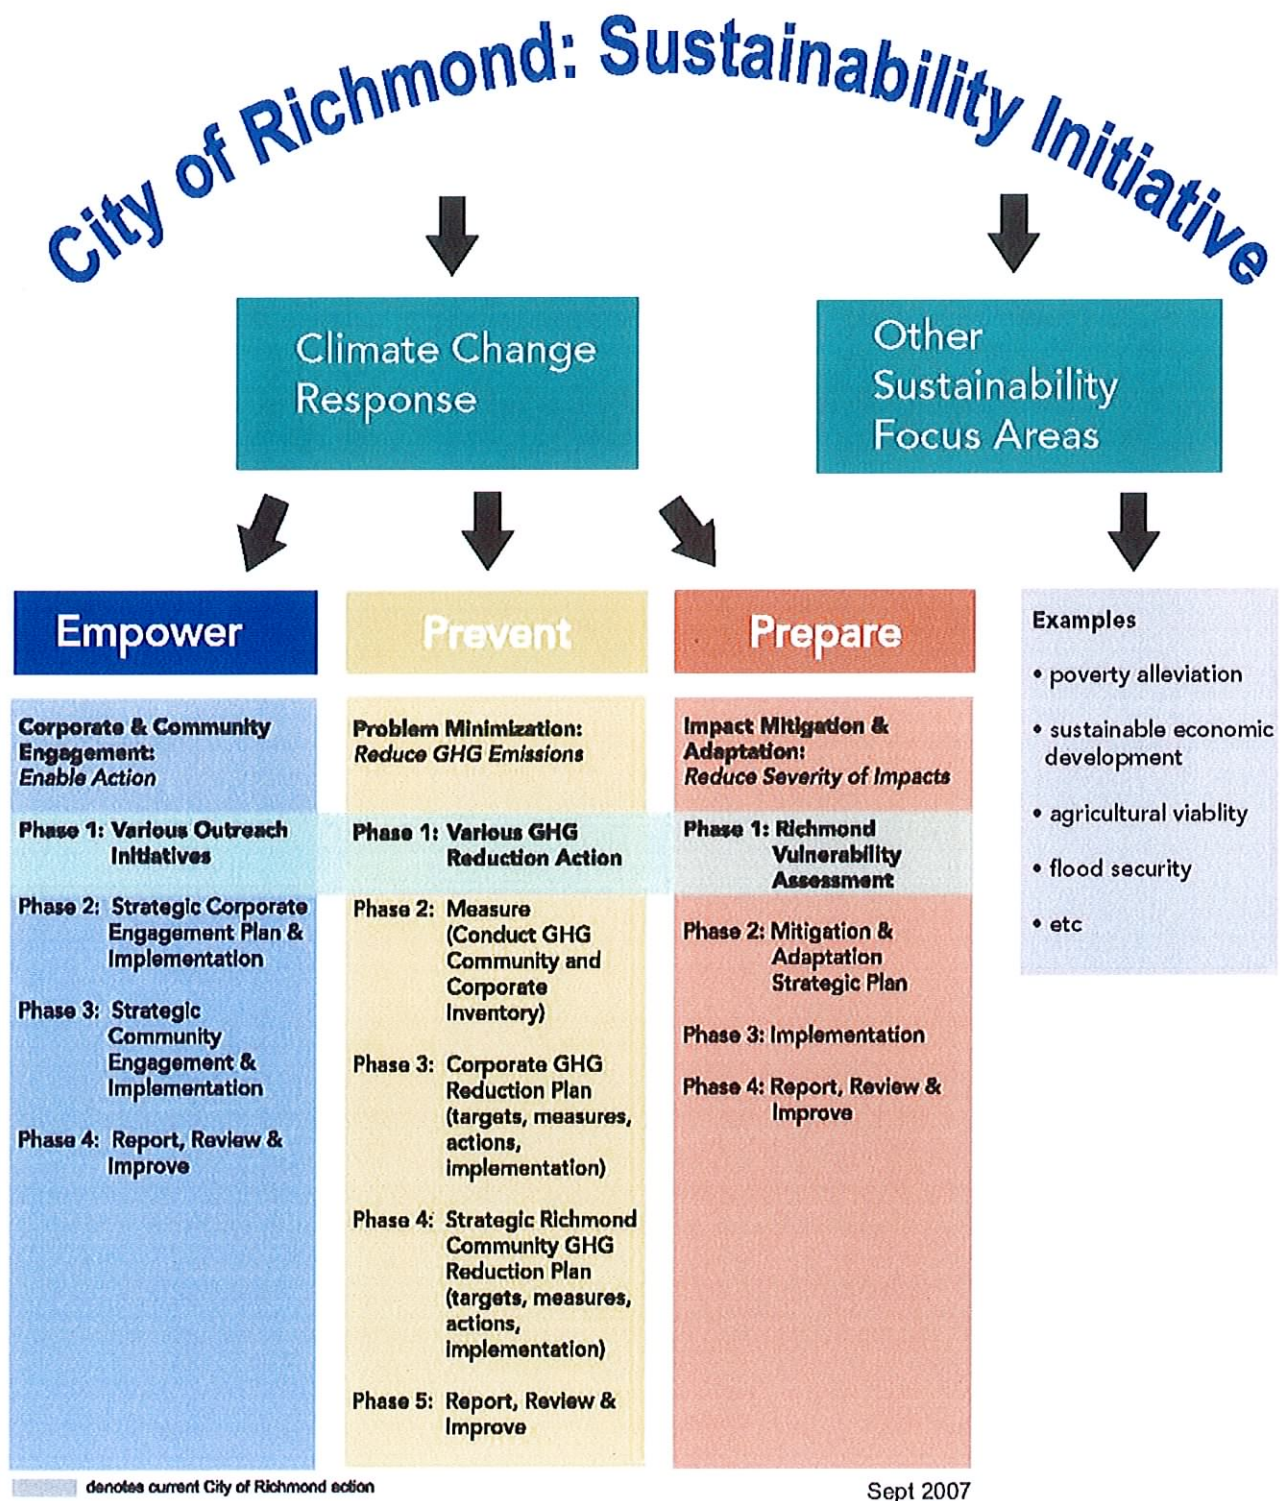 City of Richmond: Sustainability Initiative
Climate Change
Response
Other
Sustainability
Focus Areas
Empower
Corporate & Community
Engagement:
Enable Action
Phase 1: Various Outreach
Initiatives
Phase 2: Strategic Corporate
Engagement Plan &
Implementation
Phase 3: Strategic
Community
Engagement &
Implementation
Phase 4: Report, Review &
Improve
Prevent
Problem Minimization:
Reduce GHG Emissions
Phase 1: Various GHG
Reduction Action
Phase 2: Measure
(Conduct GHG
Community and
Corporate
Inventory)
Phase 3: Corporate GHG
Reduction Plan
(targets, measures,
actions,
implementation)
Phase 4: Strategic Richmond
Community GHG
Reduction Plan
(targets, measures,
actions,
implementation)
Phase 5: Report, Review &
Improve
Prepare
Impact Mitigation &
Adaptation:
Reduce Severity of Impacts
Phase 1: Richmond
Vulnerability
Assessment
Phase 2: Mitigation &
Adaptation
Strategic Plan
Phase 3: Implementation
Phase 4: Report, Review &
Improve
Examples
• poverty alleviation
• sustainable economic
development
• agricultural viablity
• flood security
• etc
denotes current City of Richmond action
Sept 2007